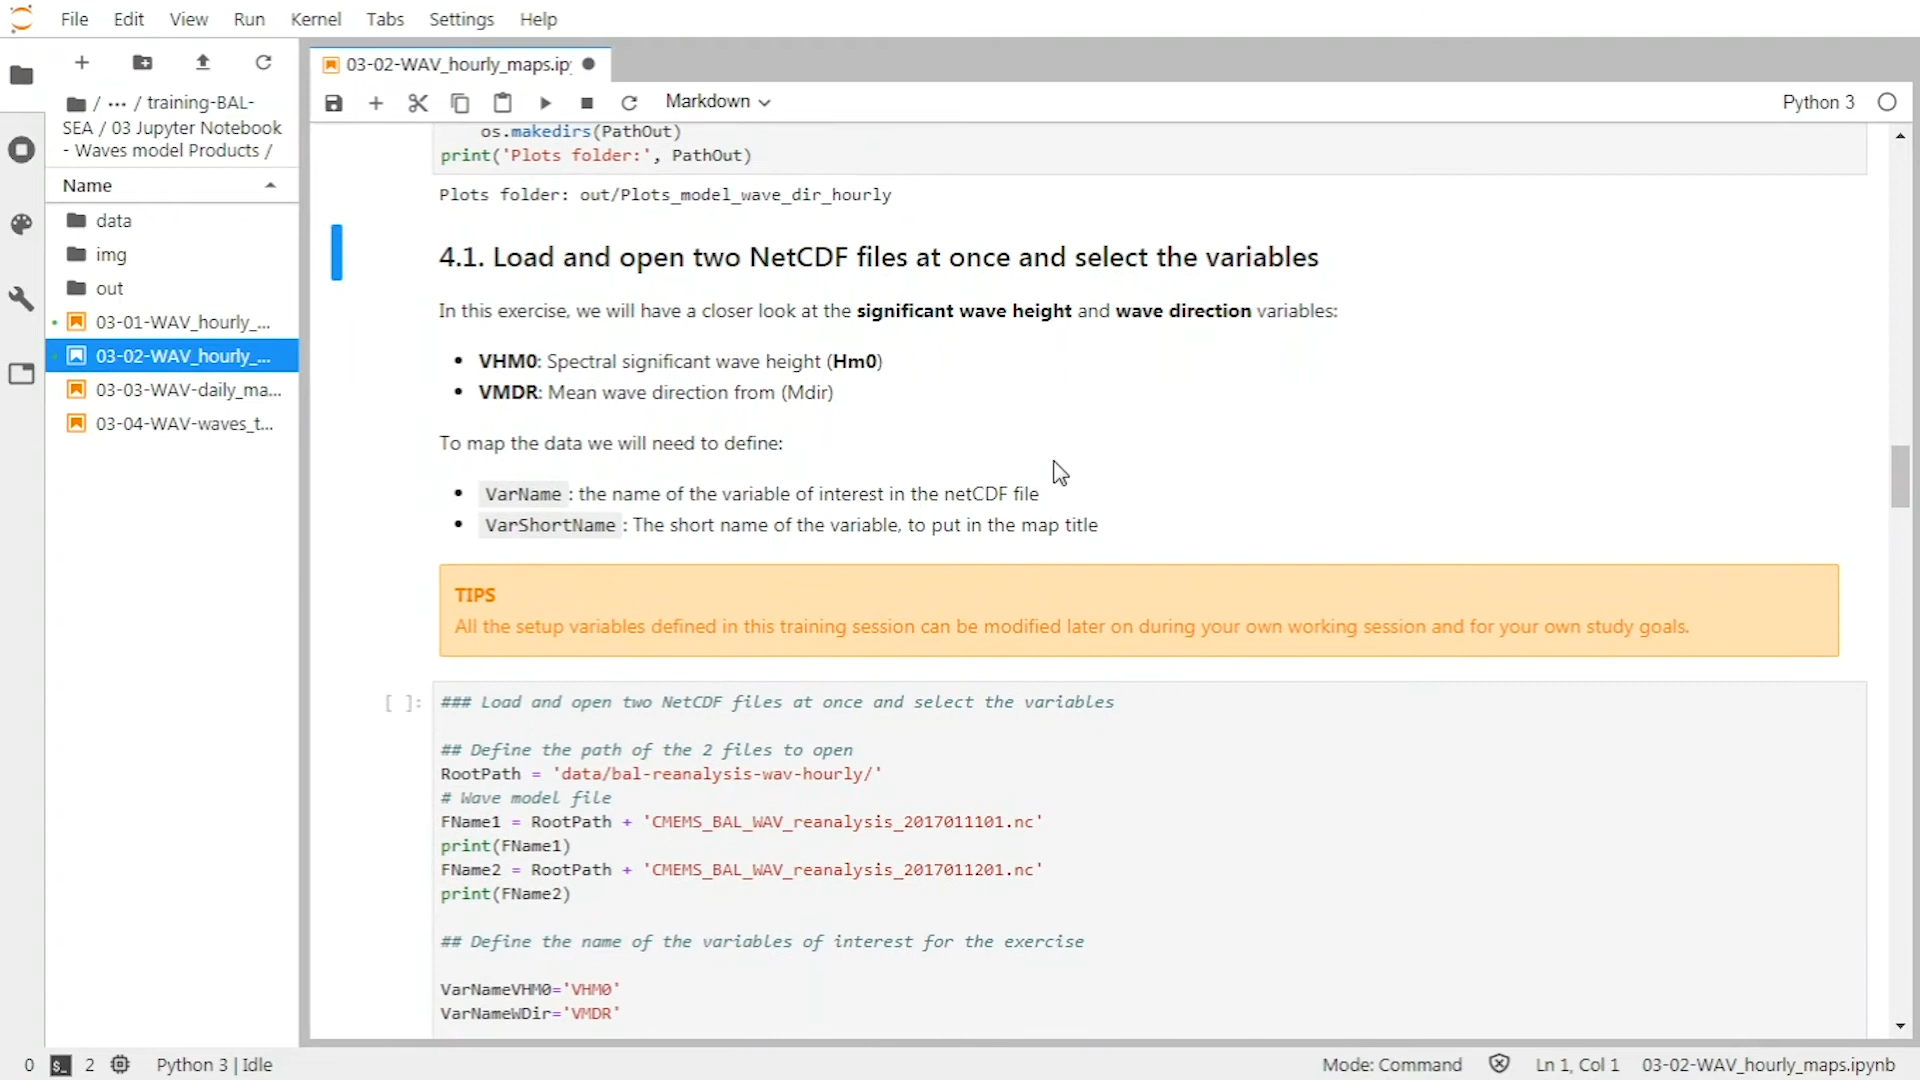 File Edit View Run Kernel Tabs Settings Help
/ ··· / training-BAL-
SEA / 03 Jupyter Notebook
- Waves model Products /
Name
data
img
out
03-01-WAV_hourly_...
03-02-WAV_hourly_...
03-03-WAV-daily_ma...
03-04-WAV-waves_t...
03-02-WAV_hourly_maps.ip
Markdown
Python 3
os.makedirs(PathOut)
print('Plots folder:', PathOut)
Plots folder: out/Plots_model_wave_dir_hourly
4.1. Load and open two NetCDF files at once and select the variables
In this exercise, we will have a closer look at the significant wave height and wave direction variables:
• VHM0: Spectral significant wave height (Hm0)
• VMDR: Mean wave direction from (Mdir)
To map the data we will need to define:
• VarName : the name of the variable of interest in the netCDF file
• VarShortName : The short name of the variable, to put in the map title
TIPS
All the setup variables defined in this training session can be modified later on during your own working session and for your own study goals.
[ ]: ### Load and open two NetCDF files at once and select the variables
## Define the path of the 2 files to open
RootPath = 'data/bal-reanalysis-wav-hourly/'
# Wave model file
FName1 = RootPath + 'CMEMS_BAL_WAV_reanalysis_2017011101.nc'
print(FName1)
FName2 = RootPath + 'CMEMS_BAL_WAV_reanalysis_2017011201.nc'
print(FName2)
## Define the name of the variables of interest for the exercise
VarNameVHM0='VHM0'
VarNameWDir='VMDR'
0 $_ 2 Python 3 | Idle Mode: Command Ln 1, Col 1 03-02-WAV_hourly_maps.ipynb